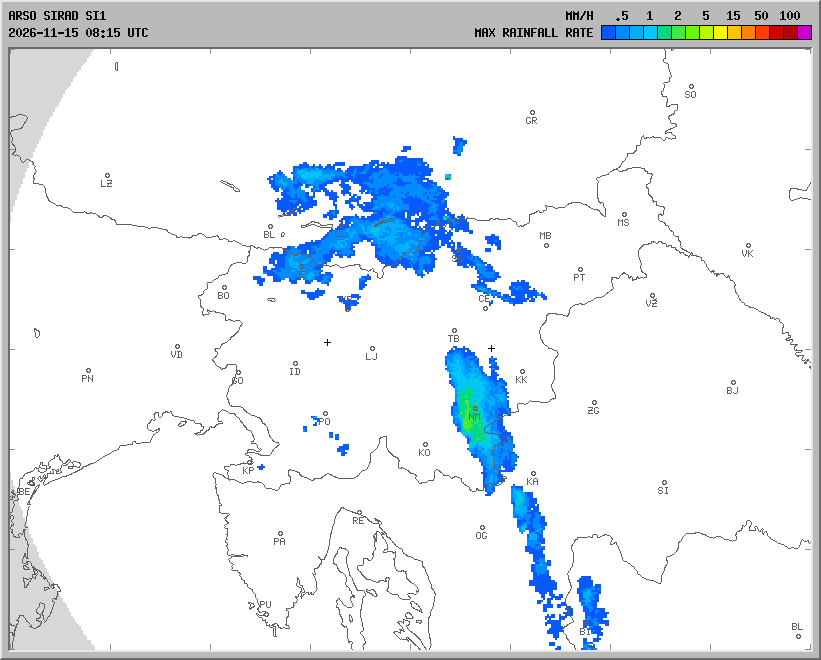 ARSO SIRAD SI1
2026-11-15 08:15 UTC
MM/H .5 1 2 5 15 50 100
MAX RAINFALL RATE
SO
GR
LZ
MS
BL
MB
VK
PT
BO
CE
VZ
TB
VD
LJ
ID
PN
GO
KK
BJ
ZG
NM
PO
KO
KP
KA
SI
BE
RE
OG
PA
PU
BI
BL